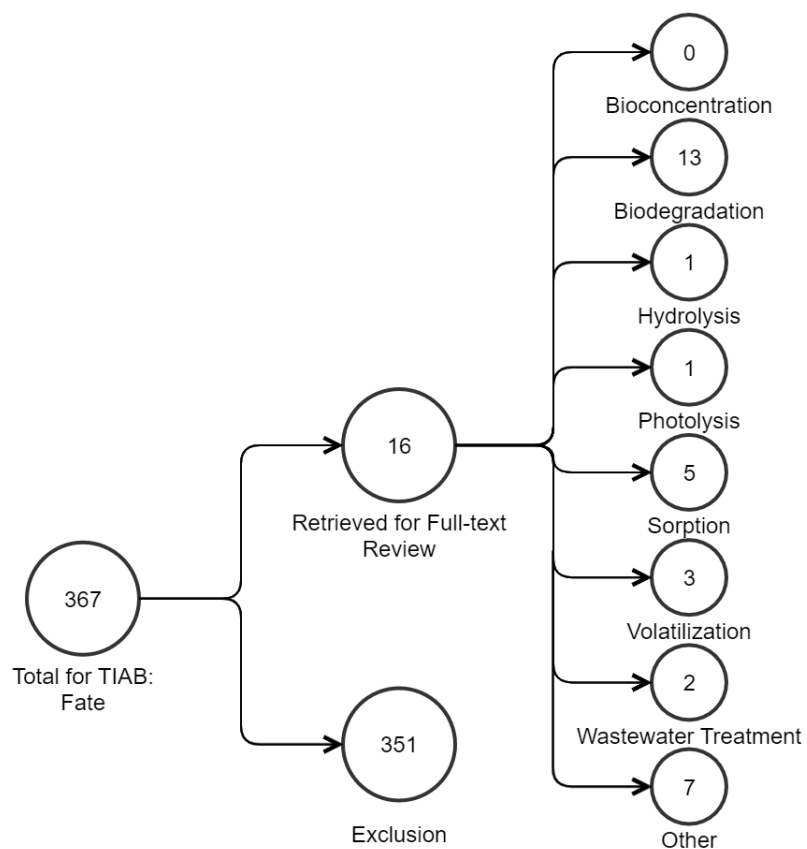 0
Bioconcentration
13
Biodegradation
1
Hydrolysis
1
Photolysis
5
Sorption
3
Volatilization
2
Wastewater Treatment
7
Other
16
Retrieved for Full-text
Review
367
Total for TIAB:
Fate
351
Exclusion